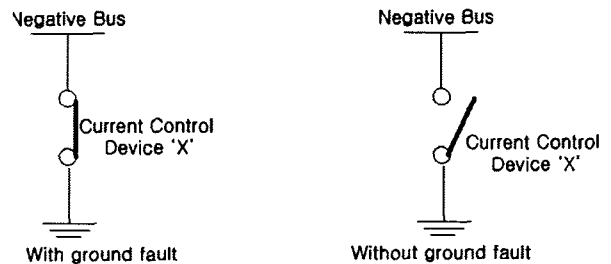 Negative Bus
Current Control
Device 'X'
With ground fault
Negative Bus
Current Control
Device 'X'
Without ground fault